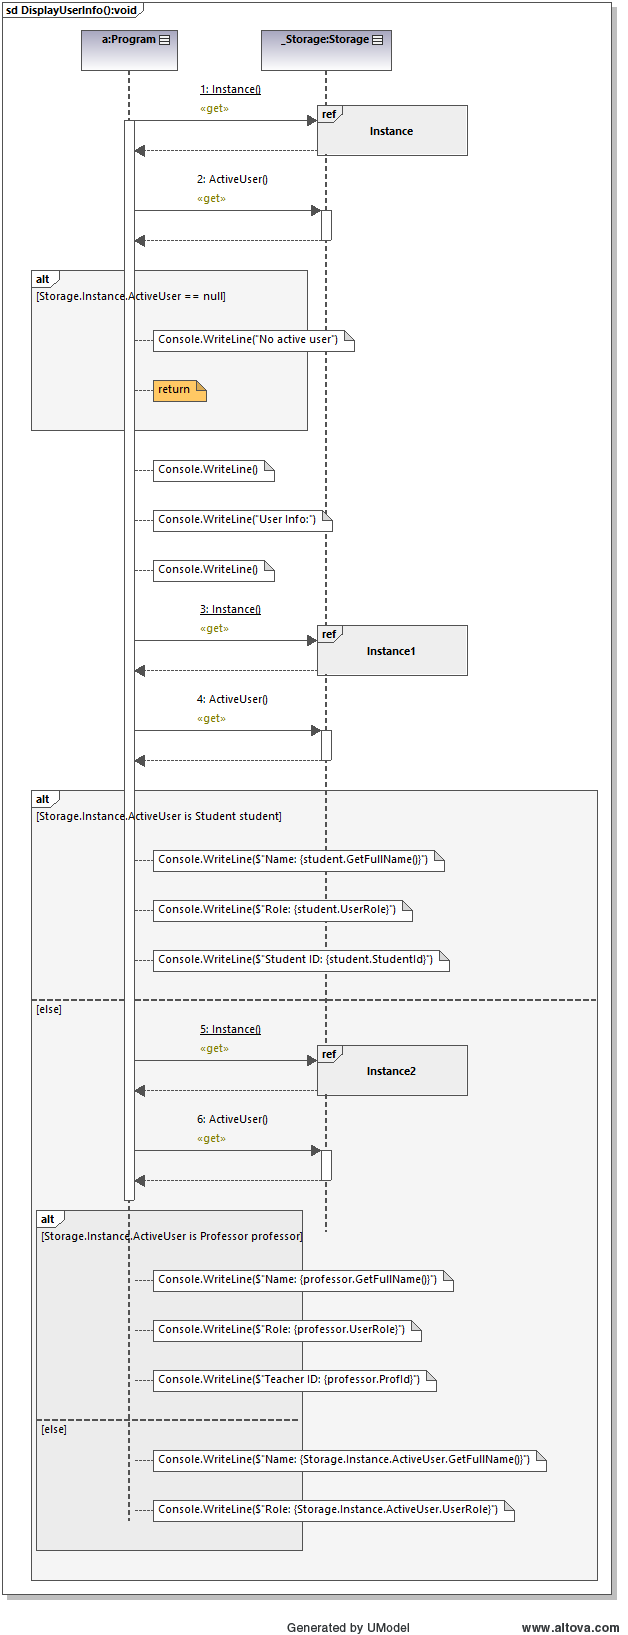 sd DisplayUserInfo():void
a:Program
_Storage:Storage
1: Instance()
«get»
ref
Instance
2: ActiveUser()
«get»
alt
[Storage.Instance.ActiveUser == null]
Console.WriteLine("No active user")
return
Console.WriteLine()
Console.WriteLine("User Info:")
Console.WriteLine()
3: Instance()
«get»
ref
Instance1
4: ActiveUser()
«get»
alt
[Storage.Instance.ActiveUser is Student student]
Console.WriteLine($"Name: {student.GetFullName()}")
Console.WriteLine($"Role: {student.UserRole}")
Console.WriteLine($"Student ID: {student.StudentId}")
[else]
5: Instance()
«get»
ref
Instance2
6: ActiveUser()
«get»
alt
[Storage.Instance.ActiveUser is Professor professor]
Console.WriteLine($"Name: {professor.GetFullName()}")
Console.WriteLine($"Role: {professor.UserRole}")
Console.WriteLine($"Teacher ID: {professor.ProfId}")
[else]
Console.WriteLine($"Name: {Storage.Instance.ActiveUser.GetFullName()}")
Console.WriteLine($"Role: {Storage.Instance.ActiveUser.UserRole}")
Generated by UModel
www.altova.com